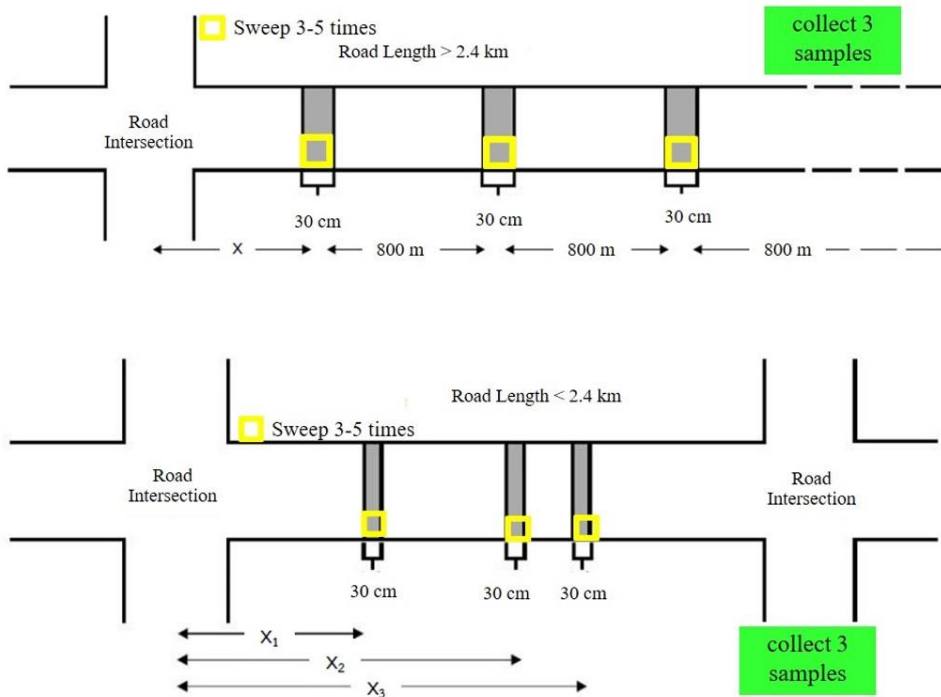 Sweep 3-5 times
collect 3
samples
Road Length > 2.4 km
Road
Intersection
30 cm
30 cm
30 cm
X
800 m
800 m
800 m
Road Length < 2.4 km
Sweep 3-5 times
Road
Intersection
Road
Intersection
30 cm
30 cm
30 cm
X1
X2
X3
collect 3
samples